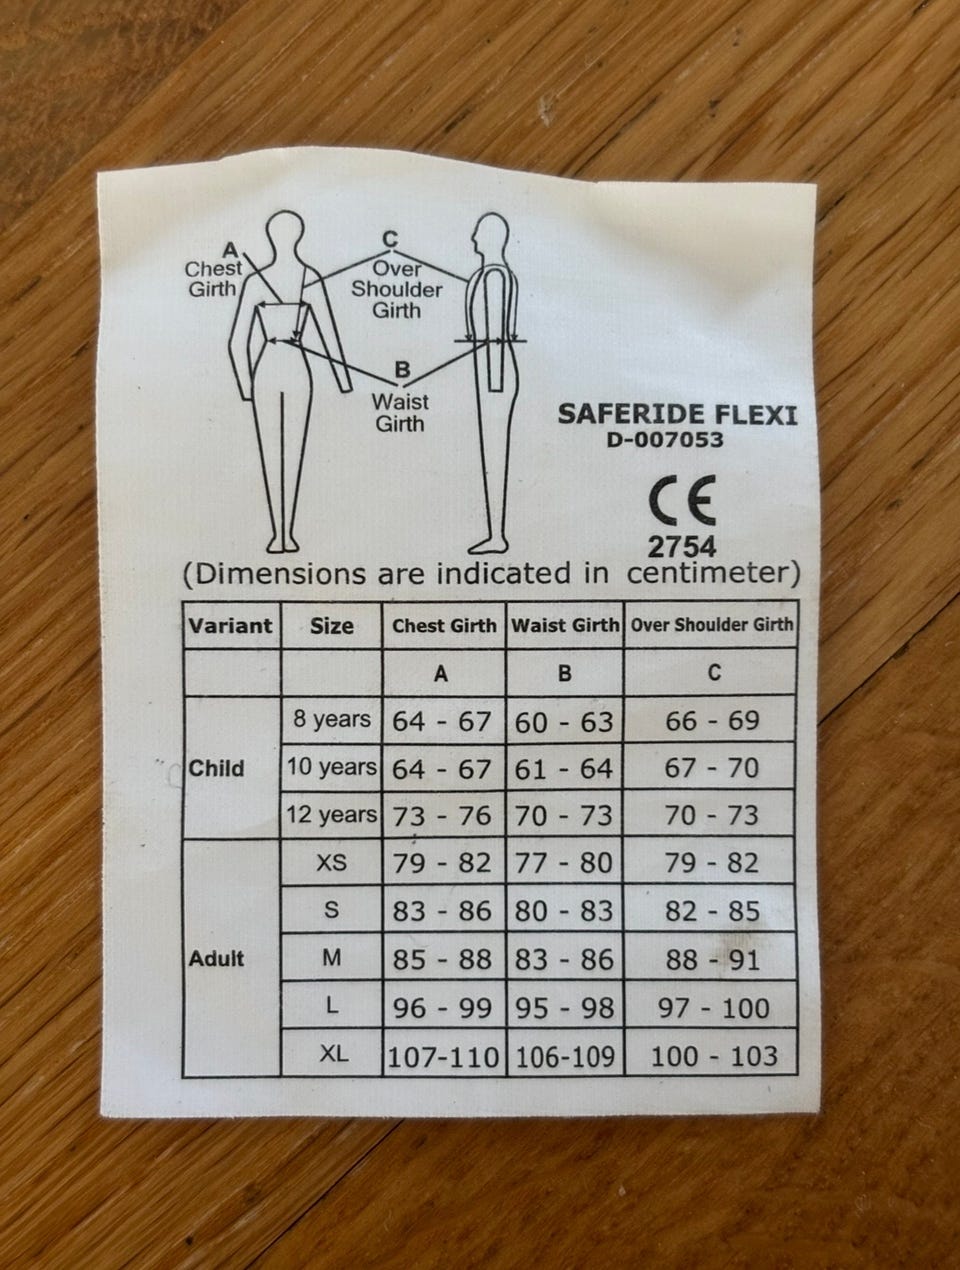 A
Chest
Girth
C
Over
Shoulder
Girth
B
Waist
Girth
SAFERIDE FLEXI
D-007053
CE
2754
(Dimensions are indicated in centimeter)
Variant Size Chest Girth Waist Girth Over Shoulder Girth
A B C
Child
8 years 64 - 67 60 - 63 66 - 69
10 years 64 - 67 61 - 64 67 - 70
12 years 73 - 76 70 - 73 70 - 73
Adult
XS 79 - 82 77 - 80 79 - 82
S 83 - 86 80 - 83 82 - 85
M 85 - 88 83 - 86 88 - 91
L 96 - 99 95 - 98 97 - 100
XL 107-110 106-109 100 - 103